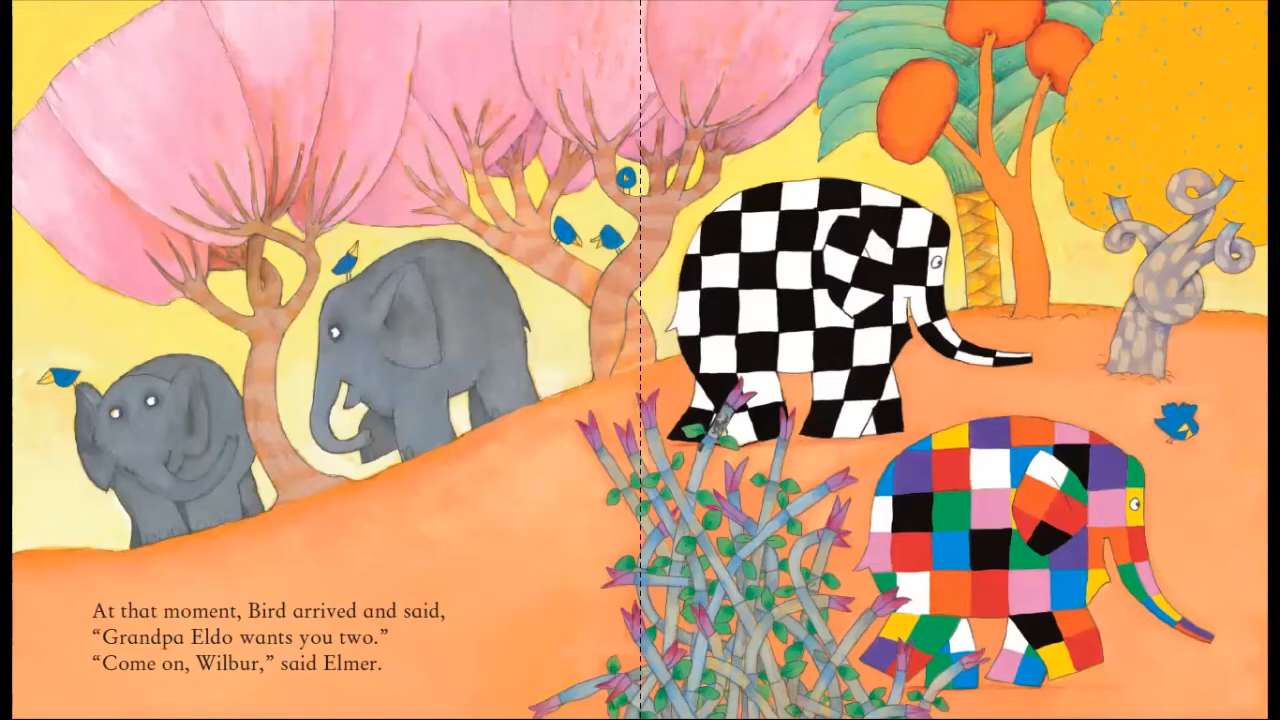 At that moment, Bird arrived and said,
“Grandpa Eldo wants you two.”
“Come on, Wilbur,” said Elmer.